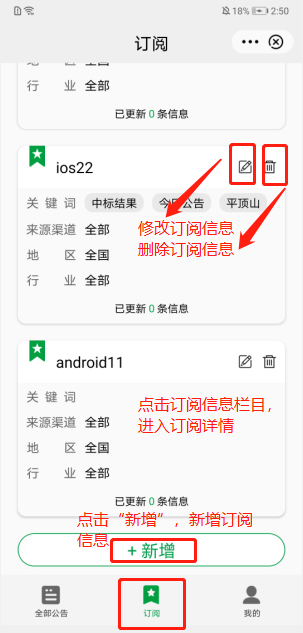 18% 2:50
订阅
地 区 全国
行 业 全部
已更新 0 条信息
ios22
关 键 词 中标结果 今日公告 平顶山
来源渠道 全部
修改订阅信息
地 区 全国
删除订阅信息
行 业 全部
已更新 0 条信息
android11
关 键 词
点击订阅信息栏目，
来源渠道 全部
进入订阅详情
地 区 全国
行 业 全部
已更新 0 条信息
点击“新增”，新增订阅
信息
+ 新增
全部公告 订阅 我的